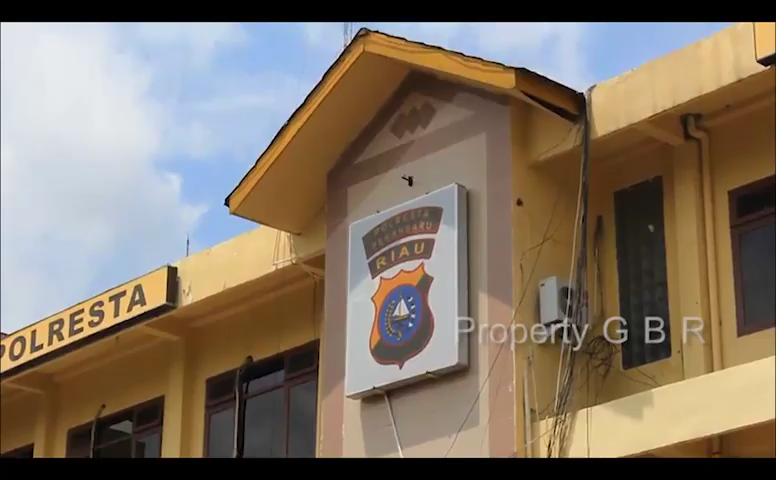 POLRESTA
PEKANBARU
RIAU
POLRESTA
Property G B R